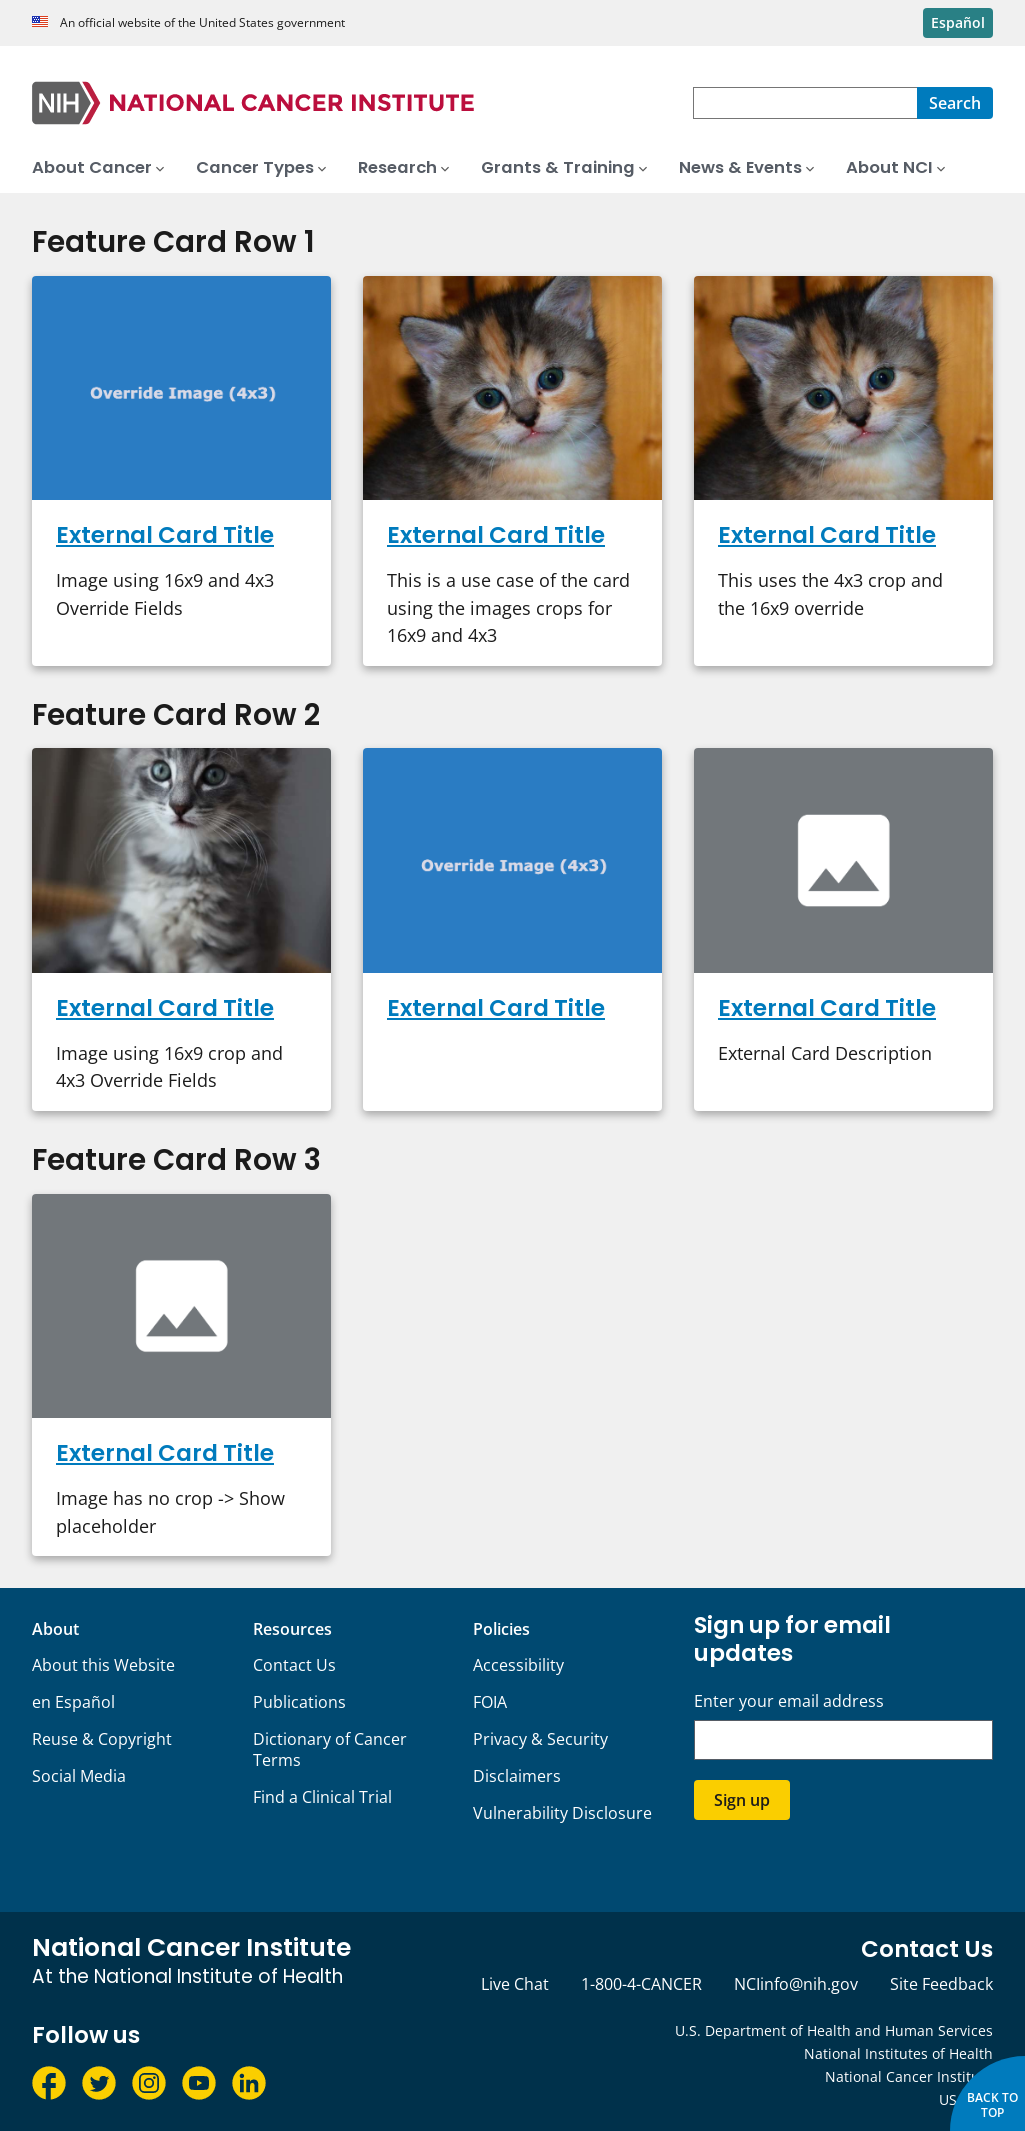 An official website of the United States government
Español
NIH NATIONAL CANCER INSTITUTE
Search
About Cancer Cancer Types Research Grants & Training News & Events About NCI
Feature Card Row 1
Override Image (4x3)
External Card Title
Image using 16x9 and 4x3
Override Fields
External Card Title
This is a use case of the card
using the images crops for
16x9 and 4x3
External Card Title
This uses the 4x3 crop and
the 16x9 override
Feature Card Row 2
External Card Title
Image using 16x9 crop and
4x3 Override Fields
Override Image (4x3)
External Card Title
External Card Title
External Card Description
Feature Card Row 3
External Card Title
Image has no crop -> Show
placeholder
About
About this Website
en Español
Reuse & Copyright
Social Media
Resources
Contact Us
Publications
Dictionary of Cancer
Terms
Find a Clinical Trial
Policies
Accessibility
FOIA
Privacy & Security
Disclaimers
Vulnerability Disclosure
Sign up for email
updates
Enter your email address
Sign up
National Cancer Institute
At the National Institute of Health
Follow us
Contact Us
Live Chat 1-800-4-CANCER NCIinfo@nih.gov Site Feedback
U.S. Department of Health and Human Services
National Institutes of Health
National Cancer
BACK TO
TOP